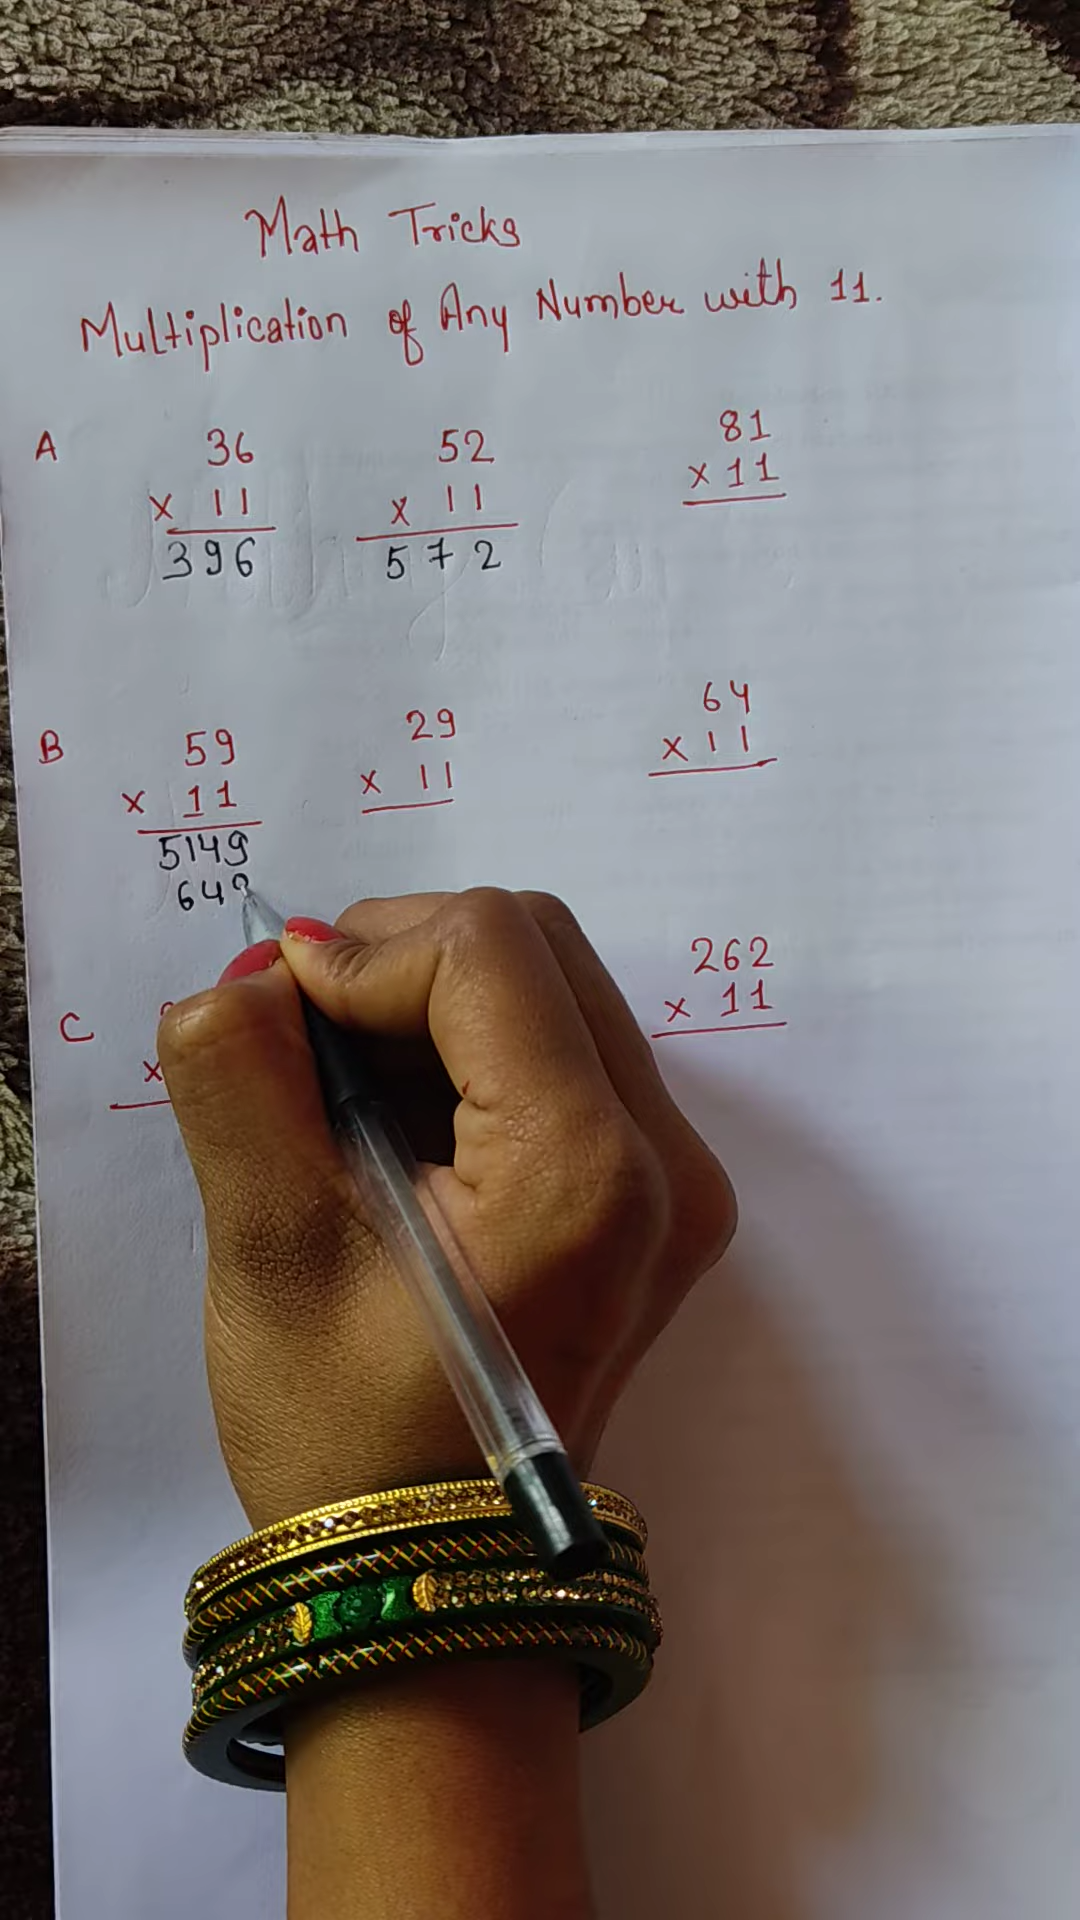 Math Tricks
Multiplication of Any Number with 11.
A
36
x 11
396
52
x 11
572
81
x 11
B
59
x 11
5149
649
29
x 11
64
x 11
C
x
262
x 11